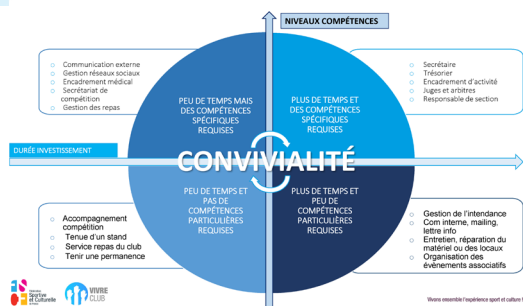 NIVEAUX COMPÉTENCES
○ Communication externe
○ Gestion réseaux sociaux
○ Encadrement médical
○ Secrétariat de
compétition
○ Gestion des repas
PEU DE TEMPS MAIS
DES COMPÉTENCES
SPÉCIFIQUES
REQUISES
PLUS DE TEMPS ET
DES COMPÉTENCES
SPÉCIFIQUES
REQUISES
○ Secrétaire
○ Trésorier
○ Encadrement d'activité
○ Juges et arbitres
○ Responsable de section
DURÉE INVESTISSEMENT
CONVIVIALITÉ
○ Accompagnement
compétition
○ Tenue d'un stand
○ Service repas du club
○ Tenir une permanence
PEU DE TEMPS ET
PAS DE
COMPÉTENCES
PARTICULIÈRES
REQUISES
PLUS DE TEMPS ET
PEU DE
COMPÉTENCES
PARTICULIÈRES
REQUISES
○ Gestion de l'intendance
○ Com interne, mailing,
lettre info
○ Entretien, réparation du
matériel ou des locaux
○ Organisation des
évènements associatifs
Sportive
et Culturelle
VIVRE
CLUB
Vivons ensemble l'expérience sport et culture !